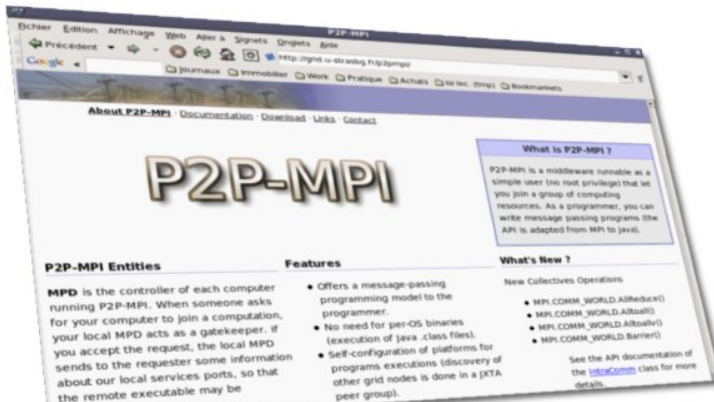 P2P-MPI
Fichier Édition Affichage Web Aller à Signets Onglets Aide
Précédent
http://grid.u-strasbg.fr/p2pmpi/
Google
Journaux Immobilier Work Pratique Achats loi loc. (tmp) Bookmarklets
About P2P-MPI · Documentation · Download · Links · Contact
P2P-MPI
What is P2P-MPI ?
P2P-MPI is a middleware runnable as a
simple user (no root privilege) that let
you join a group of computing
resources. As a programmer, you can
write message passing programs (the
API is adapted from MPI to Java).
P2P-MPI Entities
MPD is the controller of each computer
running P2P-MPI. When someone asks
for your computer to join a computation,
your local MPD acts as a gatekeeper. If
you accept the request, the local MPD
sends to the requester some information
about our local services ports, so that
the remote executable may be
Features
Offers a message-passing
programming model to the
programmer.
No need for per-OS binaries
(execution of Java .class files).
Self-configuration of platforms for
programs executions (discovery of
other grid nodes is done in a JXTA
peer group).
What's New ?
New Collectives Operations
MPI.COMM_WORLD.AllReduce()
MPI.COMM_WORLD.Alltoall()
MPI.COMM_WORLD.Alltoallv()
MPI.COMM_WORLD.Barrier()
See the API documentation of
the IntraComm class for more
details.